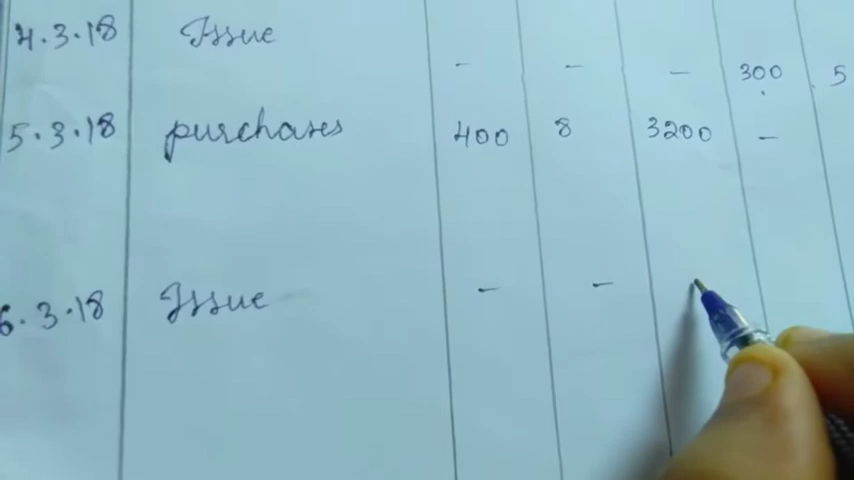 4.3.18 Issue - - - 300 5
5.3.18 purchases 400 8 3200 -
6.3.18 Issue - -